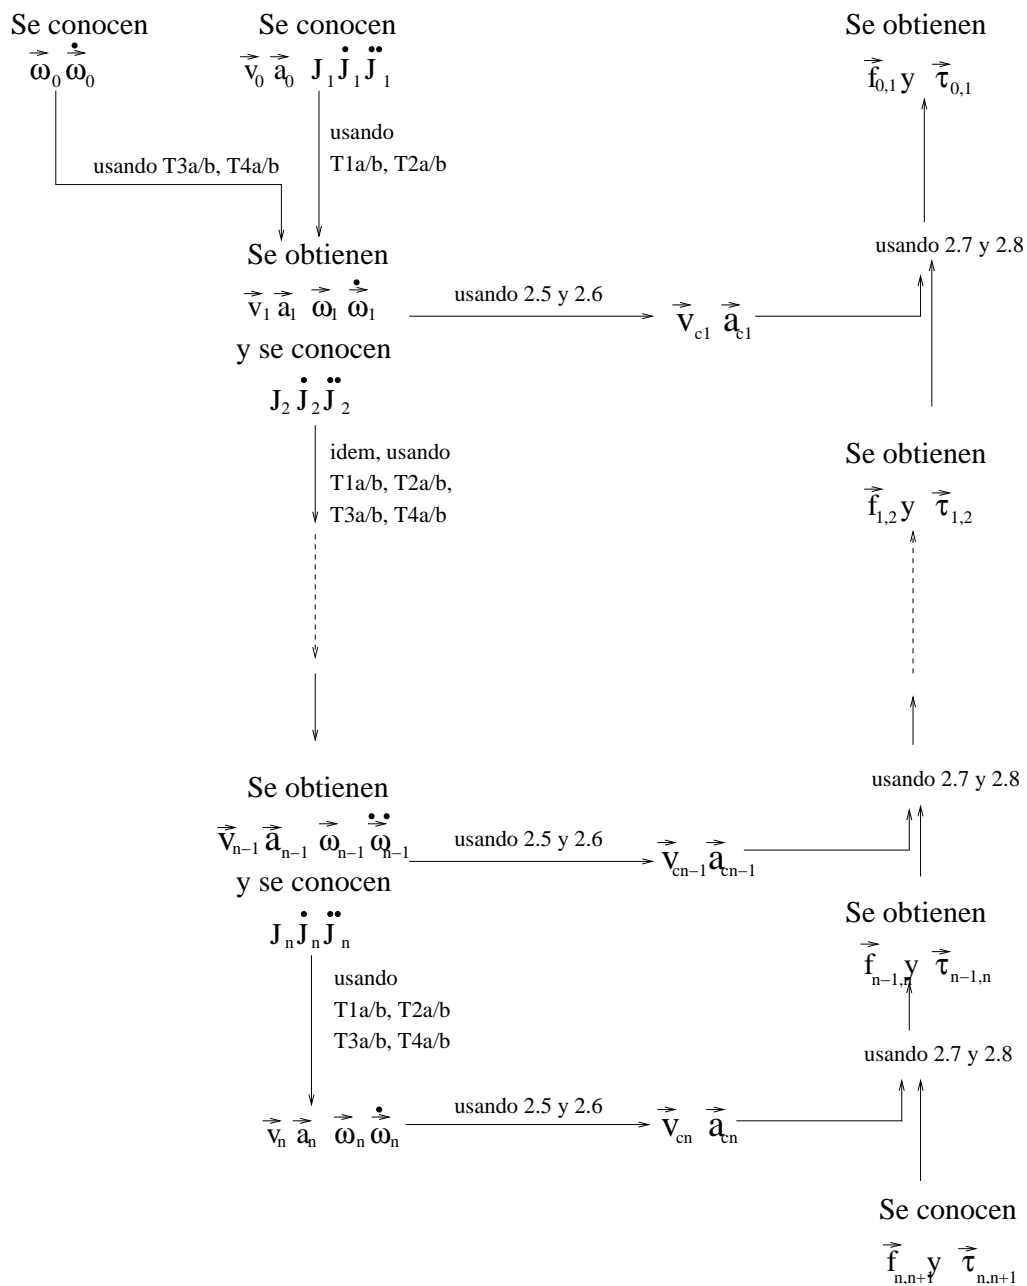 Se conocen
Se conocen
Se obtienen
ω⃗₀ ω̇⃗₀
v⃗₀ a⃗₀ J₁ J̇₁ J̈₁
f⃗₀,₁ y τ⃗₀,₁
usando
T1a/b, T2a/b
usando T3a/b, T4a/b
Se obtienen
usando 2.7 y 2.8
v⃗₁ a⃗₁ ω⃗₁ ω̇⃗₁
usando 2.5 y 2.6
v⃗c1 a⃗c1
y se conocen
J₂ J̇₂ J̈₂
idem, usando
T1a/b, T2a/b,
T3a/b, T4a/b
Se obtienen
f⃗₁,₂ y τ⃗₁,₂
Se obtienen
usando 2.7 y 2.8
v⃗n−1 a⃗n−1 ω⃗n−1 ω̈⃗n−1
usando 2.5 y 2.6
v⃗cn−1 a⃗cn−1
y se conocen
Jn J̇n J̈n
Se obtienen
f⃗n−1,n y τ⃗n−1,n
usando
T1a/b, T2a/b
T3a/b, T4a/b
usando 2.7 y 2.8
v⃗n a⃗n ω⃗n ω̇⃗n
usando 2.5 y 2.6
v⃗cn a⃗cn
Se conocen
f⃗n,n+1 y τ⃗n,n+1